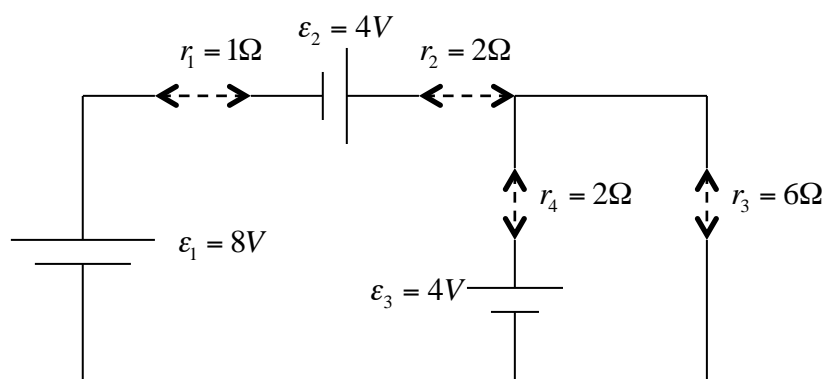 ε₂ = 4V
r₁ = 1Ω
r₂ = 2Ω
r₄ = 2Ω
r₃ = 6Ω
ε₁ = 8V
ε₃ = 4V